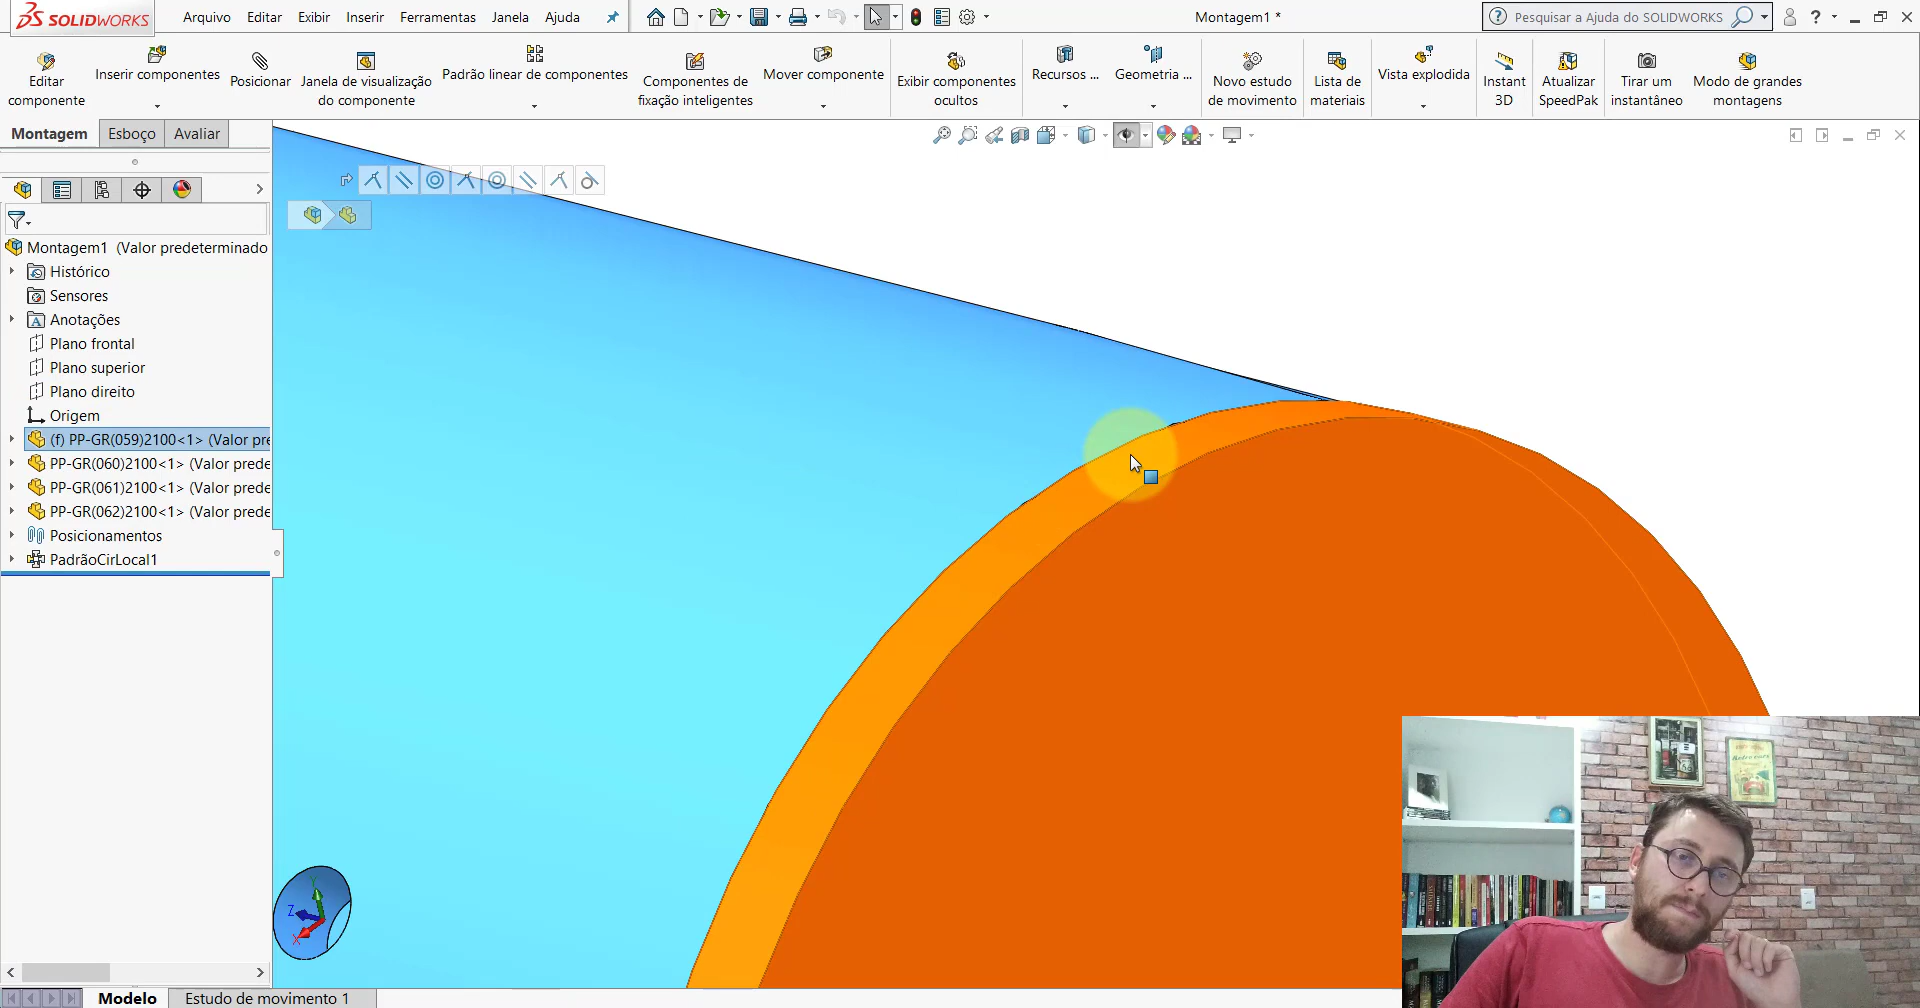 SOLIDWORKS
Arquivo Editar Exibir Inserir Ferramentas Janela Ajuda
Montagem1 *
Pesquisar a Ajuda do SOLIDWORKS
Editar componente
Inserir componentes
Posicionar
Janela de visualização do componente
Padrão linear de componentes
Componentes de fixação inteligentes
Mover componente
Exibir componentes ocultos
Recursos ...
Geometria ...
Novo estudo de movimento
Lista de materiais
Vista explodida
Instant 3D
Atualizar SpeedPak
Tirar um instantâneo
Modo de grandes montagens
Montagem Esboço Avaliar
Montagem1 (Valor predeterminado
Histórico
Sensores
Anotações
Plano frontal
Plano superior
Plano direito
Origem
(f) PP-GR(059)2100<1> (Valor pre
PP-GR(060)2100<1> (Valor prede
PP-GR(061)2100<1> (Valor prede
PP-GR(062)2100<1> (Valor prede
Posicionamentos
PadrãoCirLocal1
Y
Z
X
Modelo Estudo de movimento 1